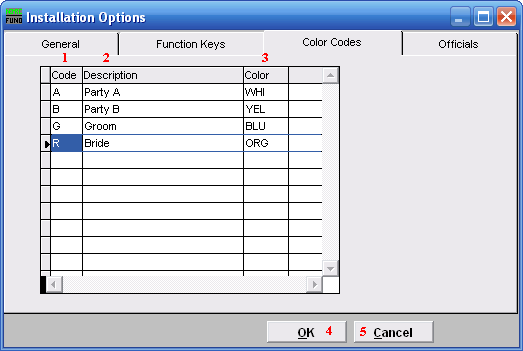 FUND Installation Options
General Function Keys Color Codes Officials
1 2 3
Code Description Color
A Party A WHI
B Party B YEL
G Groom BLU
R Bride ORG
OK 4 5 Cancel